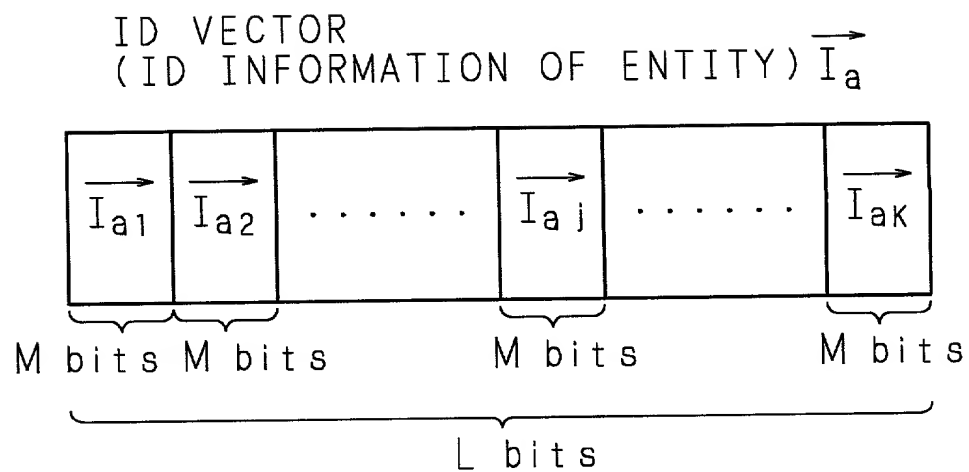 ID VECTOR
(ID INFORMATION OF ENTITY) Ia
Ia1 Ia2 ······ Iaj ······ IaK
M bits M bits M bits M bits
L bits